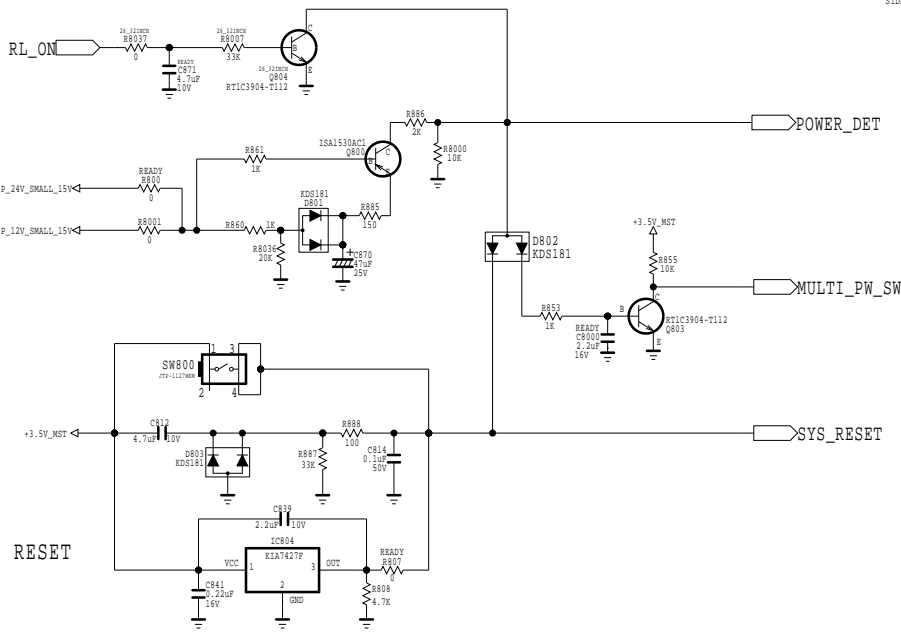 RL_ON
26_32INCH
R8037
0
READY
C871
4.7uF
10V
26_32INCH
R8007
33K
B
C
E
26_32INCH
Q804
RT1C3904-T112
R886
2K
POWER_DET
R8000
10K
ISA1530AC1
Q800
B
C
R861
1K
READY
R800
0
P_24V_SMALL_15V
R8001
0
P_12V_SMALL_15V
R860
1K
R8036
20K
KDS181
D801
R885
150
+
C870
47uF
25V
D802
KDS181
+3.5V_MST
R855
10K
MULTI_PW_SW
R853
1K
READY
C8000
2.2uF
16V
B
C
E
RT1C3904-T112
Q803
SW800
JTP-1127WEM
1
3
2
4
+3.5V_MST
C812
4.7uF
10V
D803
KDS181
R887
33K
R888
100
C814
0.1uF
50V
SYS_RESET
RESET
C839
2.2uF
10V
IC804
KIA7427F
VCC
1
3
OUT
2
GND
C841
0.22uF
16V
READY
R807
0
R808
4.7K